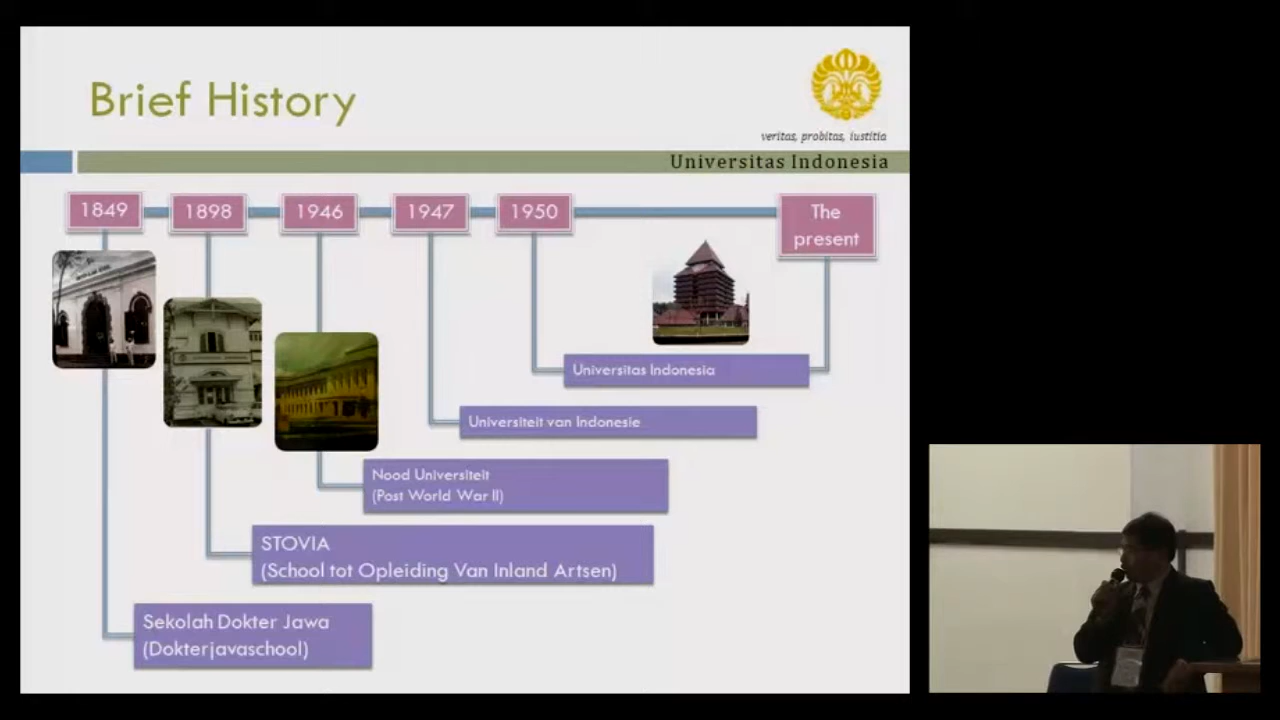 Brief History
veritas, probitas, iustitia
Universitas Indonesia
1849
1898
1946
1947
1950
The
present
Universitas Indonesia
Universiteit van Indonesie
Nood Universiteit
(Post World War II)
STOVIA
(School tot Opleiding Van Inland Artsen)
Sekolah Dokter Jawa
(Dokterjavaschool)